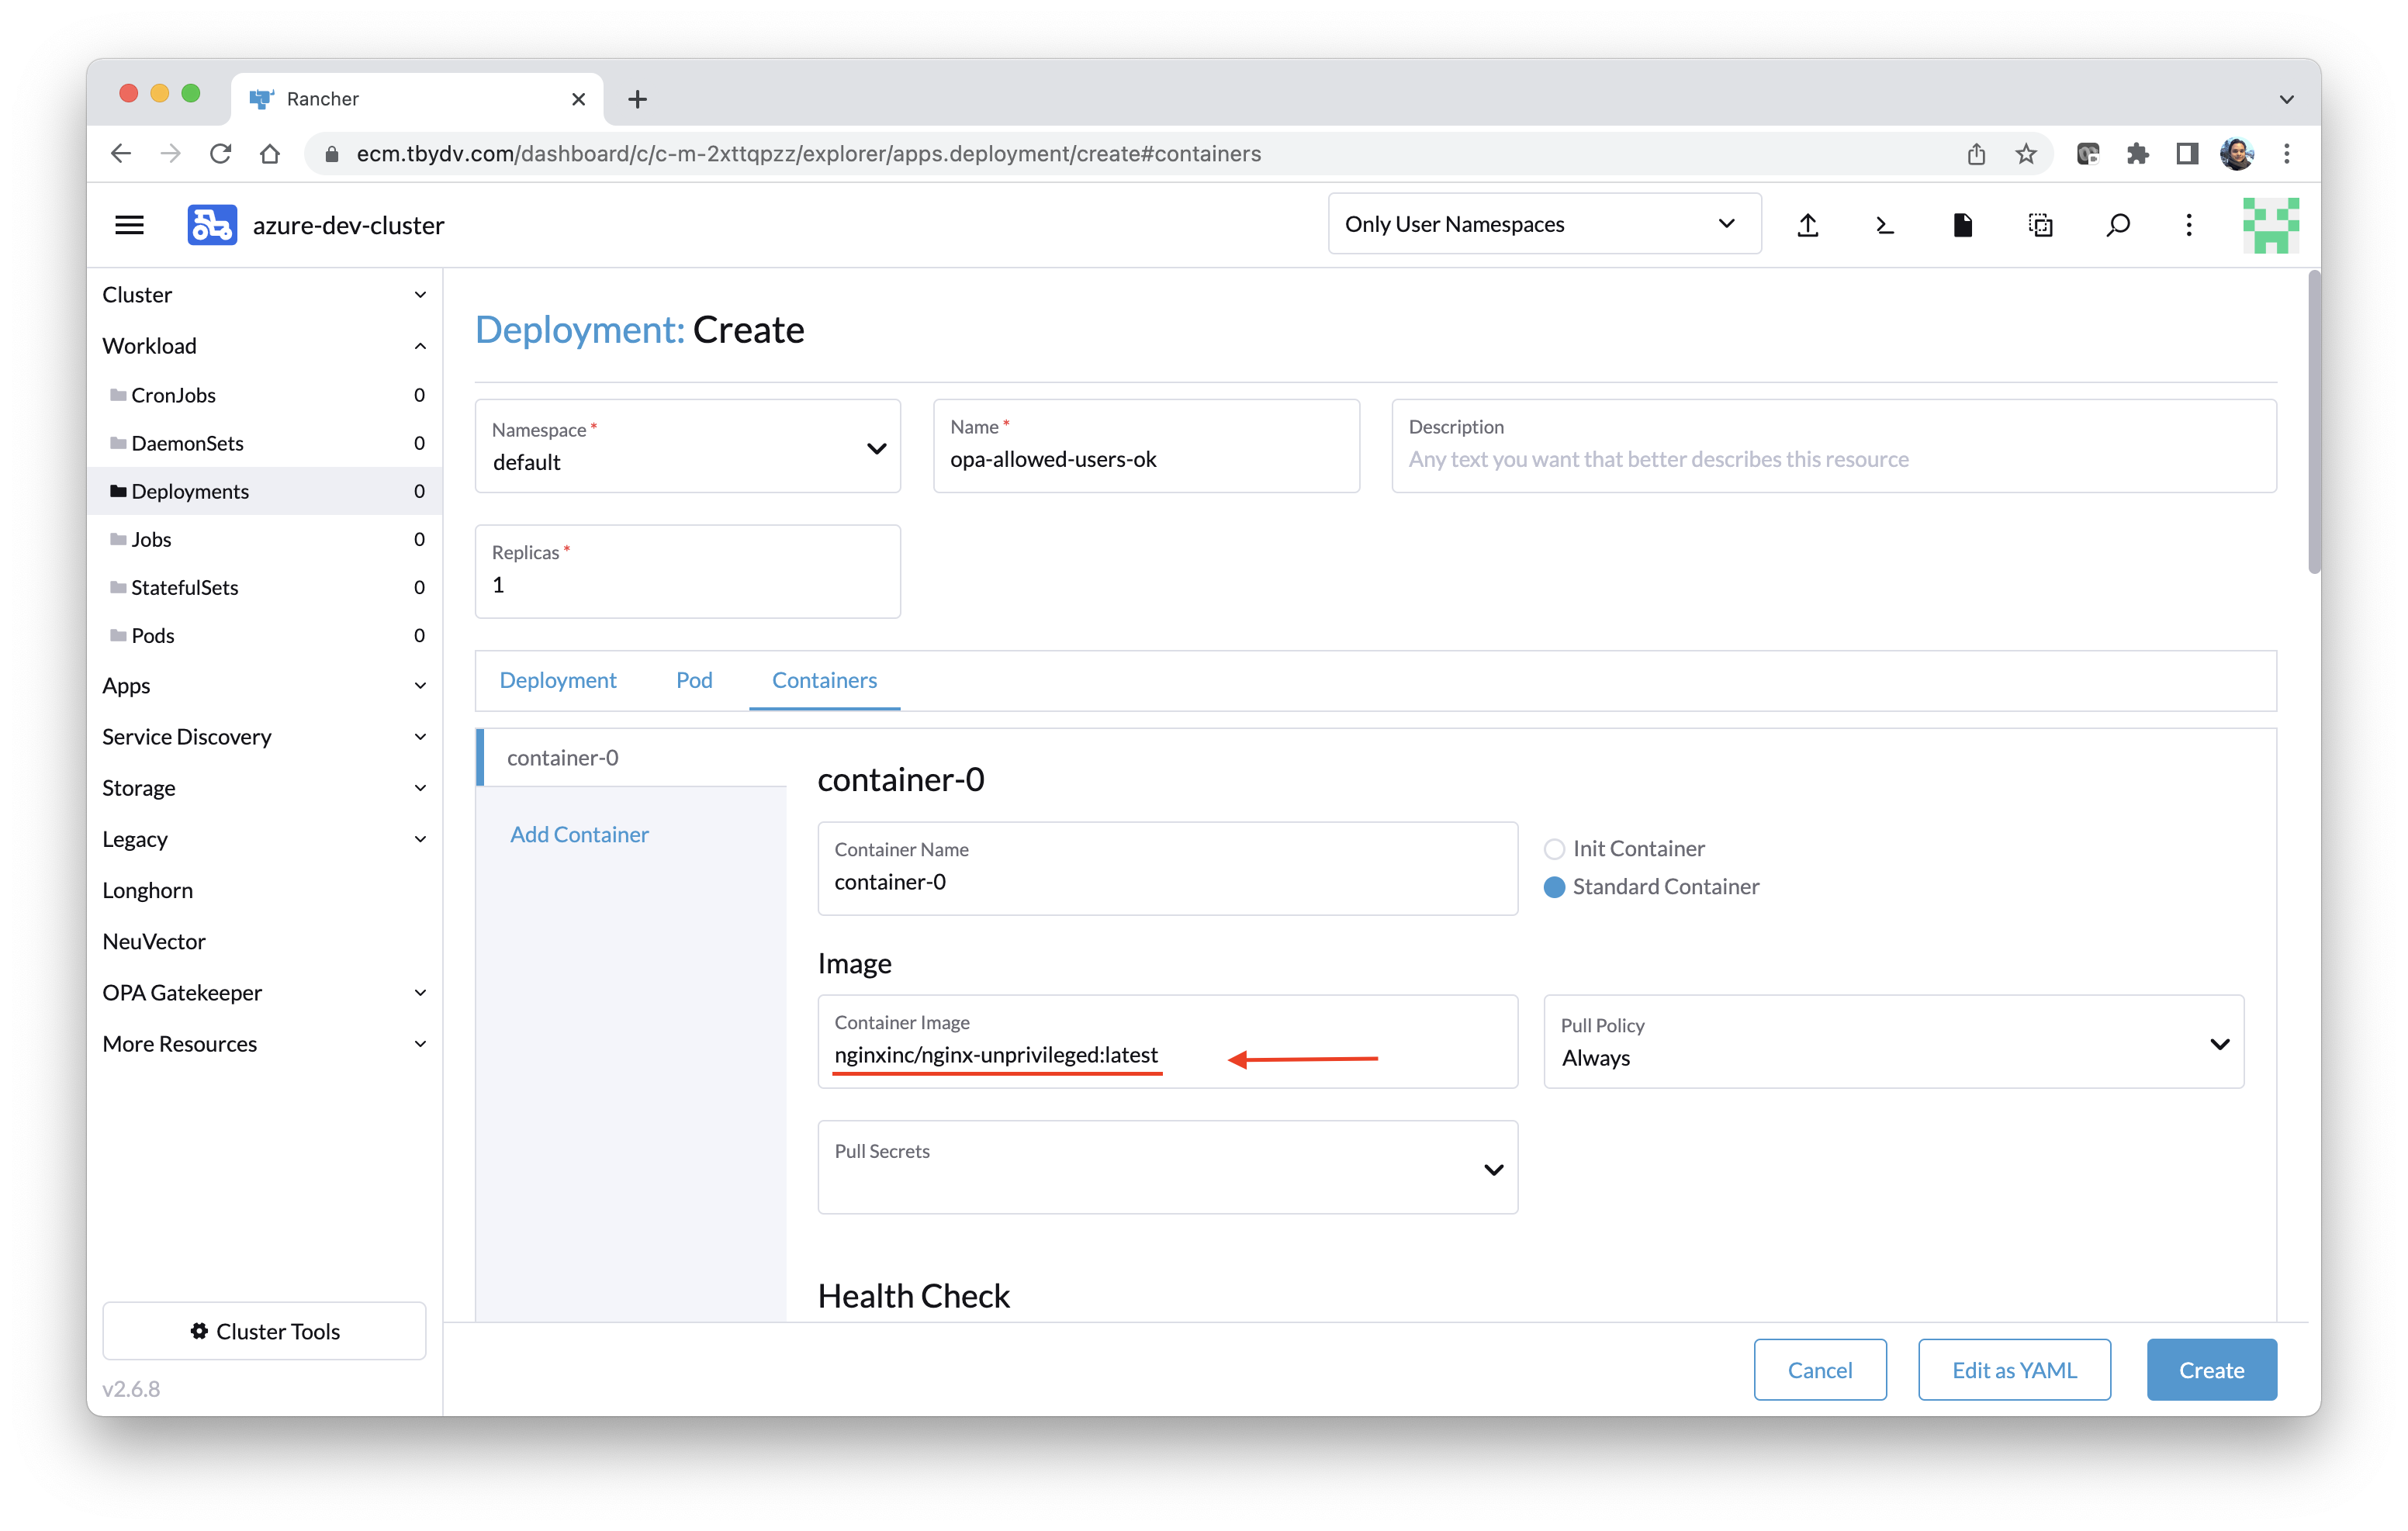 Rancher
ecm.tbydv.com/dashboard/c/c-m-2xttqpzz/explorer/apps.deployment/create#containers
azure-dev-cluster
Only User Namespaces
Cluster
Workload
CronJobs 0
DaemonSets 0
Deployments 0
Jobs 0
StatefulSets 0
Pods 0
Apps
Service Discovery
Storage
Legacy
Longhorn
NeuVector
OPA Gatekeeper
More Resources
Cluster Tools
v2.6.8
Deployment: Create
Namespace *
default
Name *
opa-allowed-users-ok
Description
Any text you want that better describes this resource
Replicas *
1
Deployment Pod Containers
container-0
Add Container
container-0
Container Name
container-0
Init Container
Standard Container
Image
Container Image
nginxinc/nginx-unprivileged:latest
Pull Policy
Always
Pull Secrets
Health Check
Cancel Edit as YAML Create